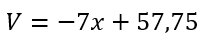 V = −7x + 57,75